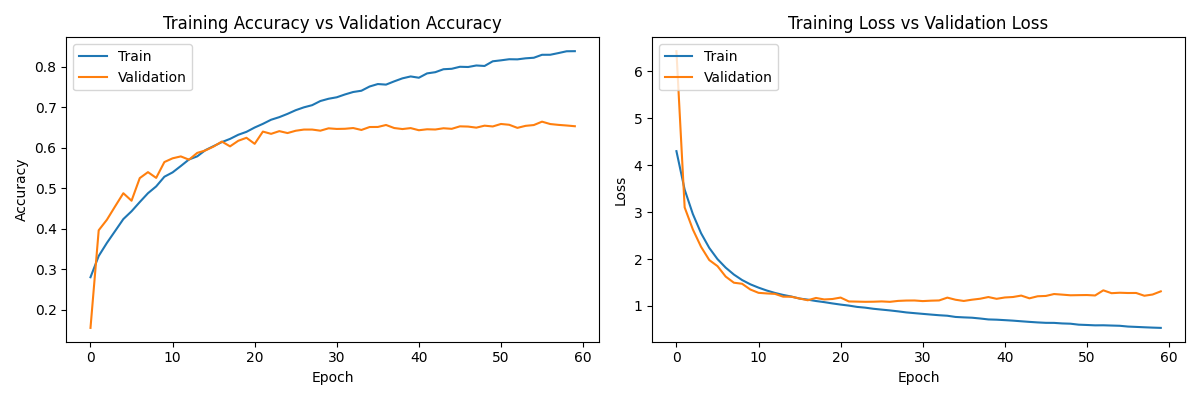 Training Accuracy vs Validation Accuracy
Train
Validation
0.8
0.7
0.6
0.5
0.4
0.3
0.2
Accuracy
0 10 20 30 40 50 60
Epoch
Training Loss vs Validation Loss
Train
Validation
6
5
4
3
2
1
Loss
0 10 20 30 40 50 60
Epoch